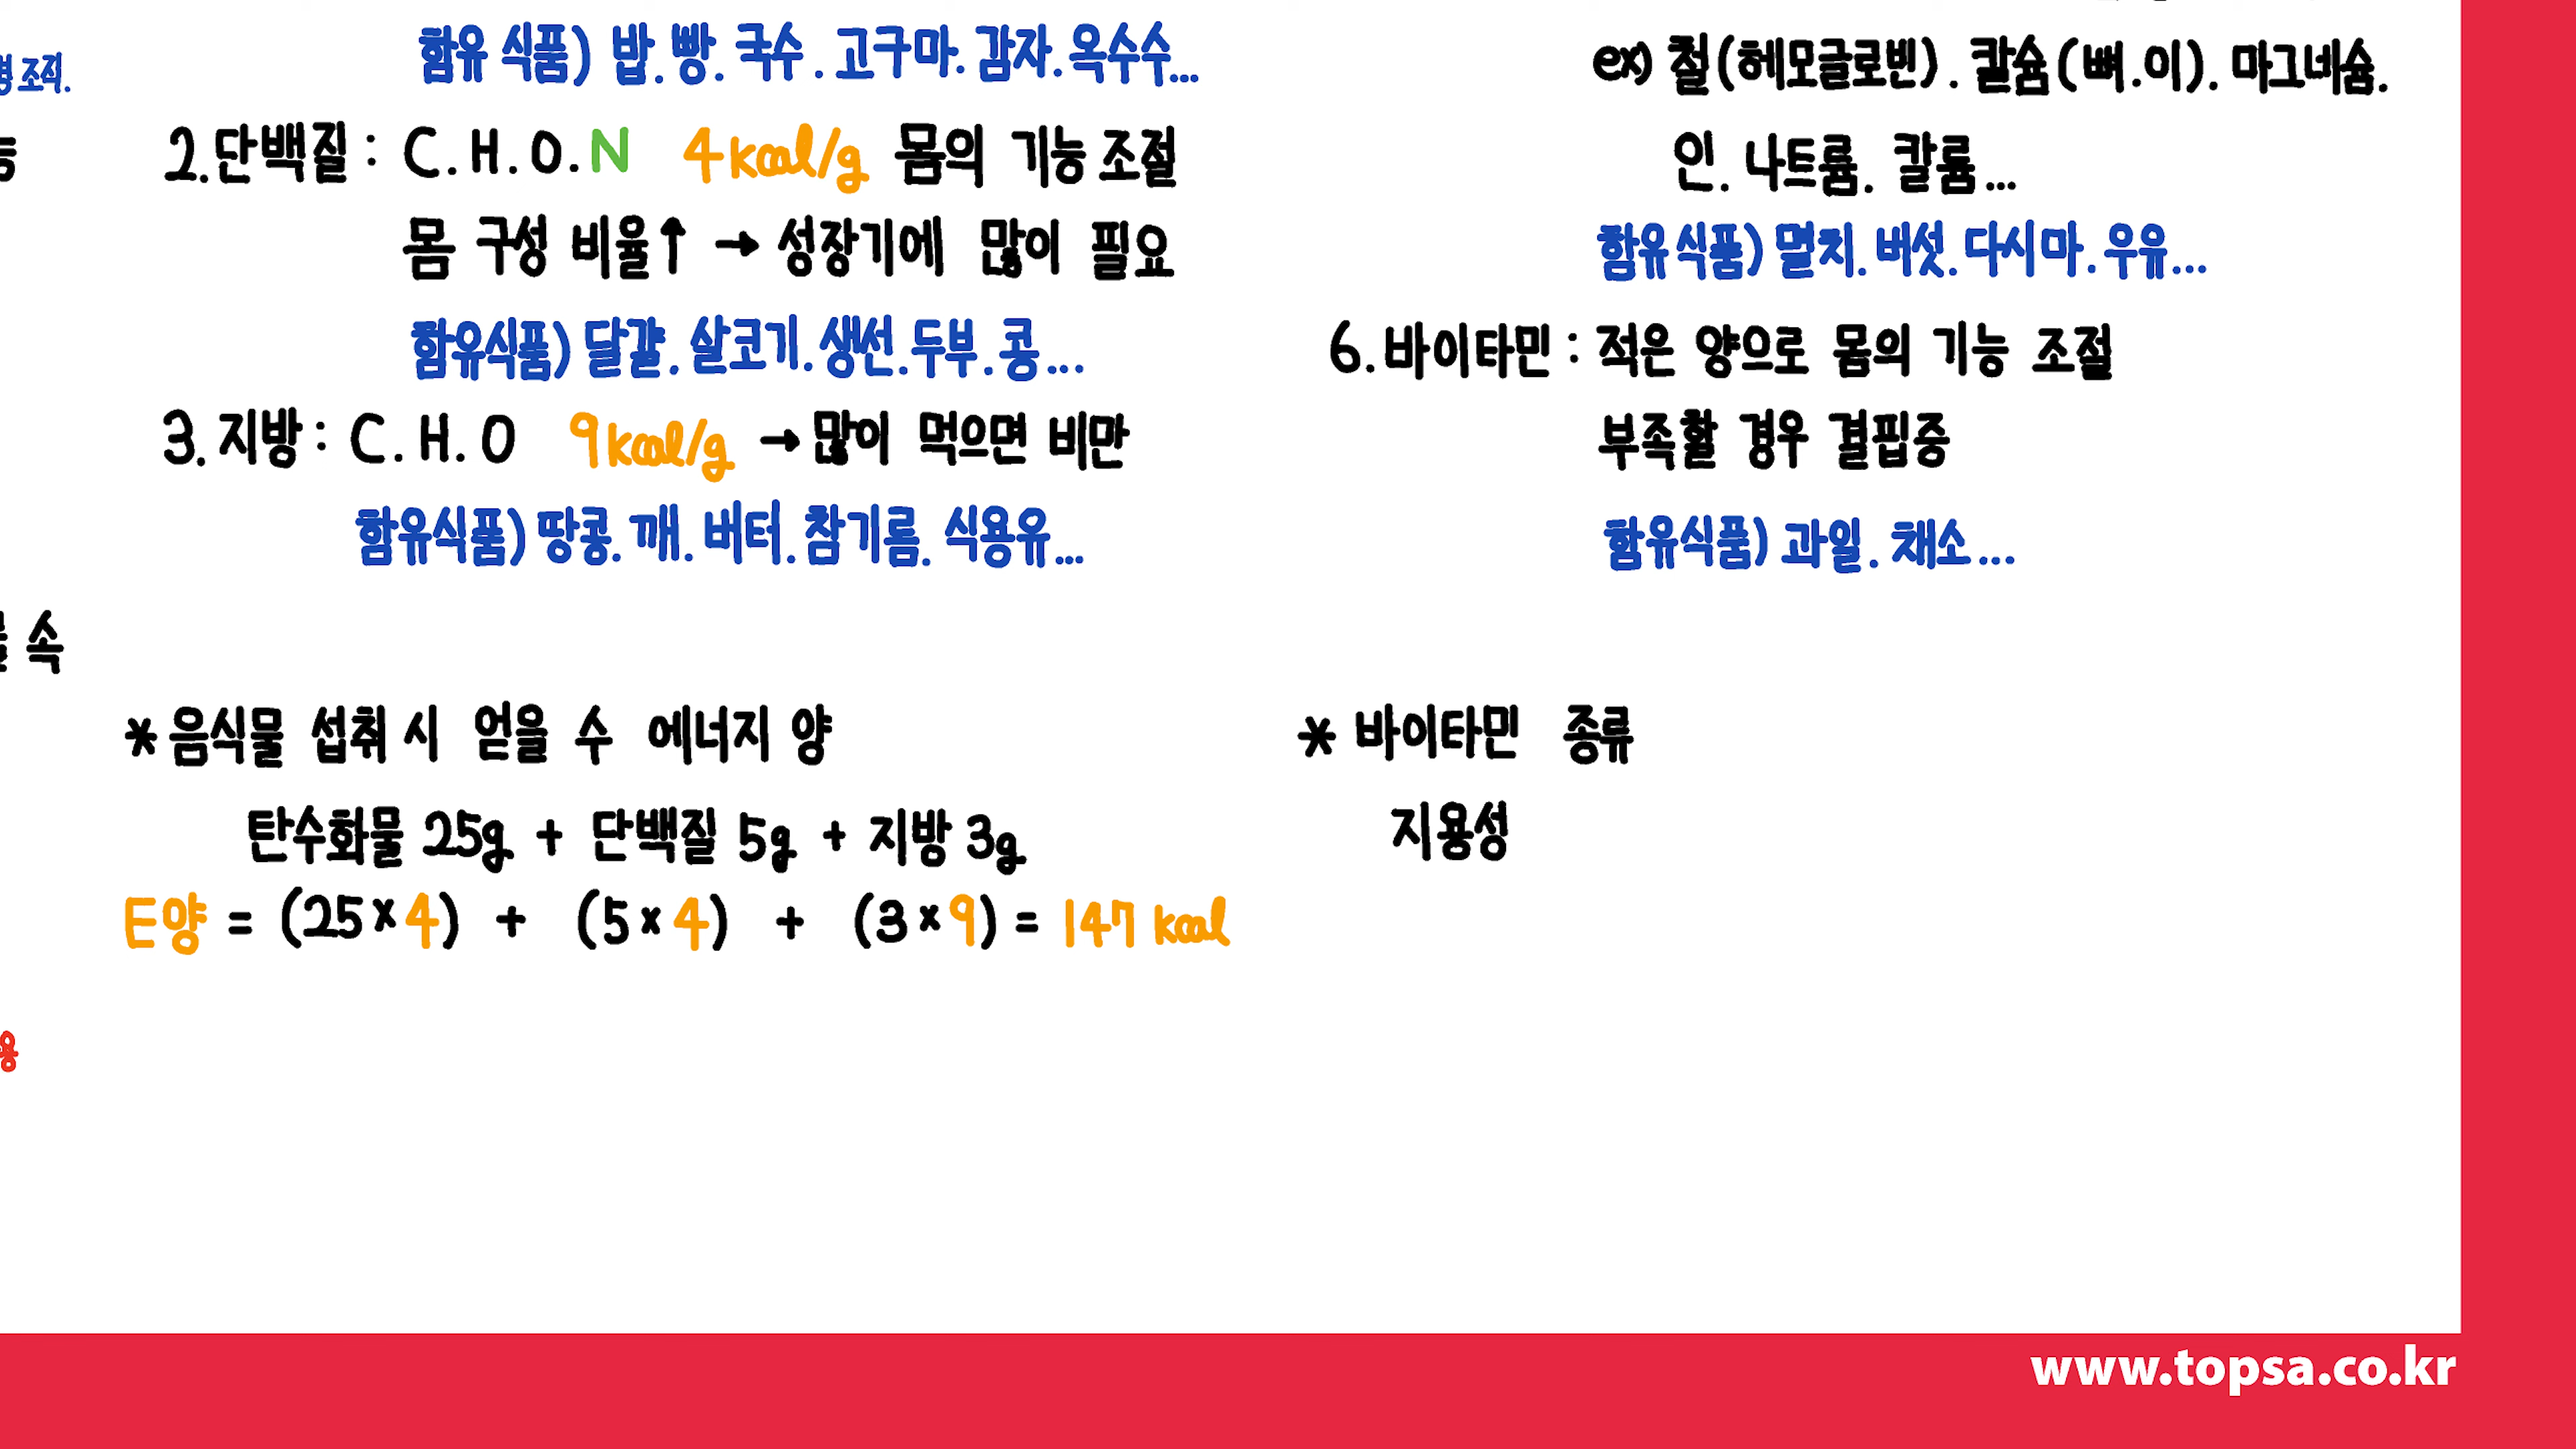 조직.
함유 식품) 밥. 빵. 국수. 고구마. 감자. 옥수수...
2. 단백질 : C. H. O. N 4kcal/g 몸의 기능 조절
몸 구성 비율↑ → 성장기에 많이 필요
함유식품) 달걀. 살코기. 생선. 두부. 콩...
3. 지방 : C. H. O 9kcal/g → 많이 먹으면 비만
함유식품) 땅콩. 깨. 버터. 참기름. 식용유...
속
* 음식물 섭취 시 얻을 수 에너지 양
탄수화물 25g + 단백질 5g + 지방 3g
E양 = (25×4) + (5×4) + (3×9) = 147 kcal
용
ex) 철(헤모글로빈). 칼슘(뼈.이). 마그네슘.
인. 나트륨. 칼륨...
함유식품) 멸치. 버섯. 다시마. 우유...
6. 바이타민 : 적은 양으로 몸의 기능 조절
부족할 경우 결핍증
함유식품) 과일. 채소...
* 바이타민 종류
지용성
www.topsa.co.kr